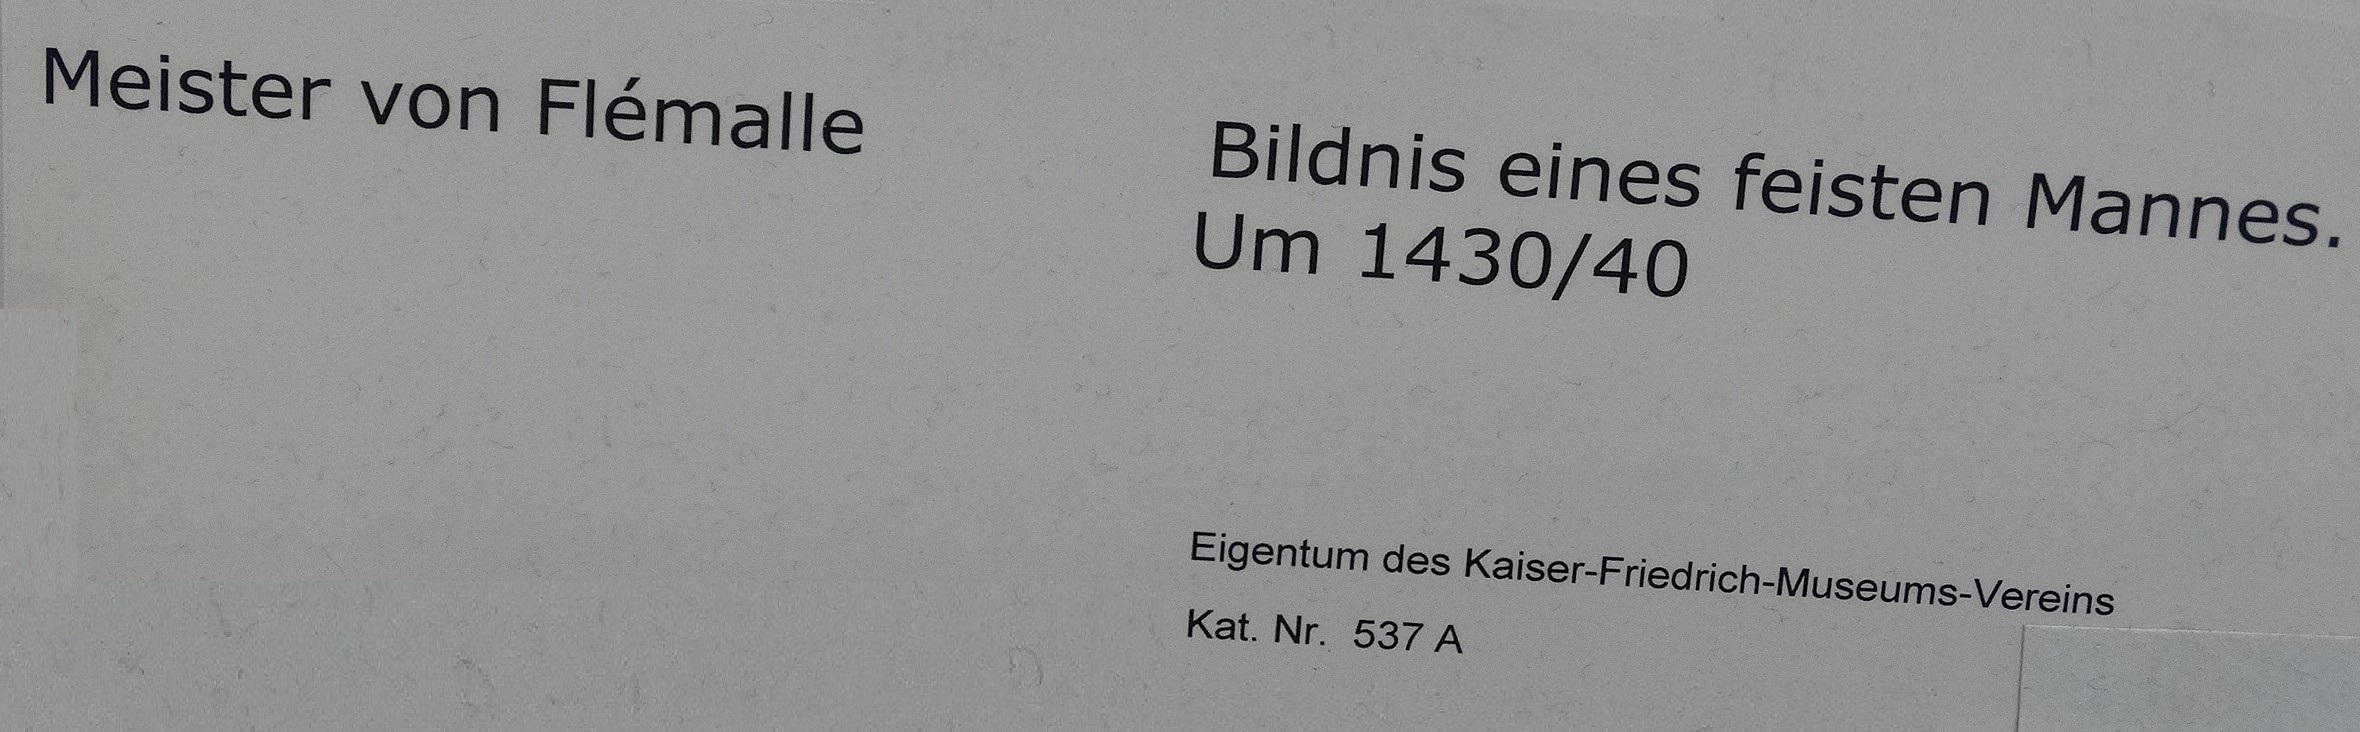 Meister von Flémalle
Bildnis eines feisten Mannes.
Um 1430/40
Eigentum des Kaiser-Friedrich-Museums-Vereins
Kat. Nr. 537 A